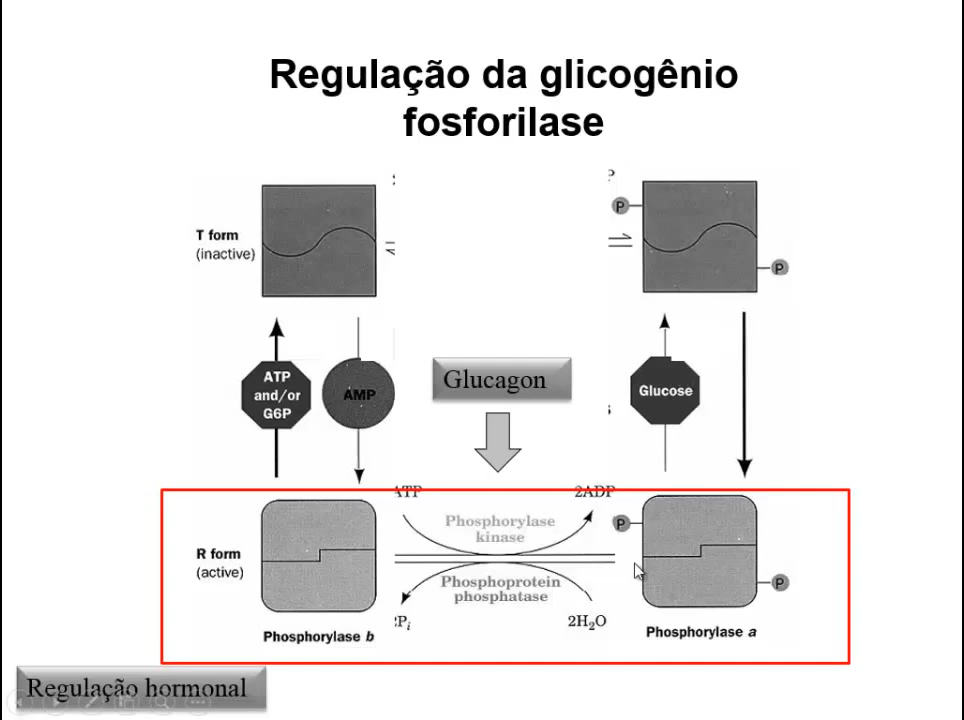 Regulação da glicogênio
fosforilase
P
T form
(inactive)
P
ATP
and/or
G6P
AMP
Glucagon
Glucose
ATP
2ADP
Phosphorylase
kinase
P
R form
(active)
Phosphoprotein
phosphatase
P
2Pi
2H₂O
Phosphorylase b
Phosphorylase a
Regulação hormonal